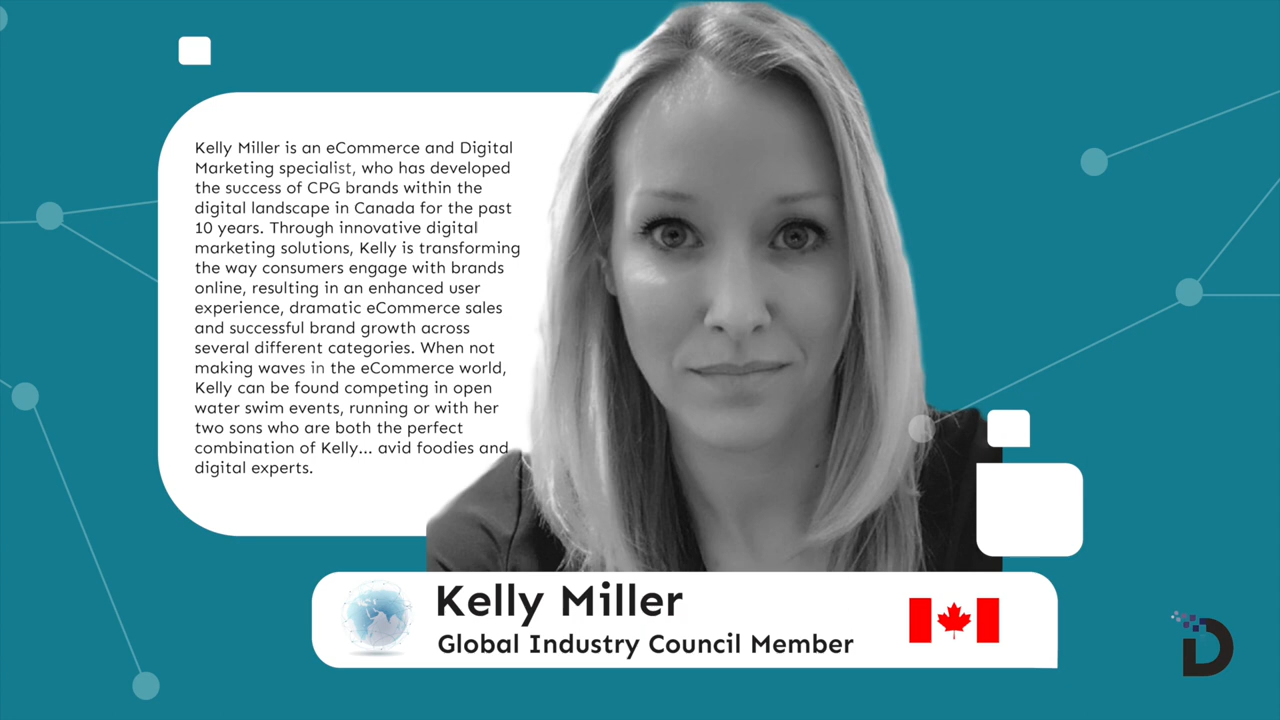 Kelly Miller is an eCommerce and Digital
Marketing specialist, who has developed
the success of CPG brands within the
digital landscape in Canada for the past
10 years. Through innovative digital
marketing solutions, Kelly is transforming
the way consumers engage with brands
online, resulting in an enhanced user
experience, dramatic eCommerce sales
and successful brand growth across
several different categories. When not
making waves in the eCommerce world,
Kelly can be found competing in open
water swim events, running or with her
two sons who are both the perfect
combination of Kelly... avid foodies and
digital experts.
Kelly Miller
Global Industry Council Member
D